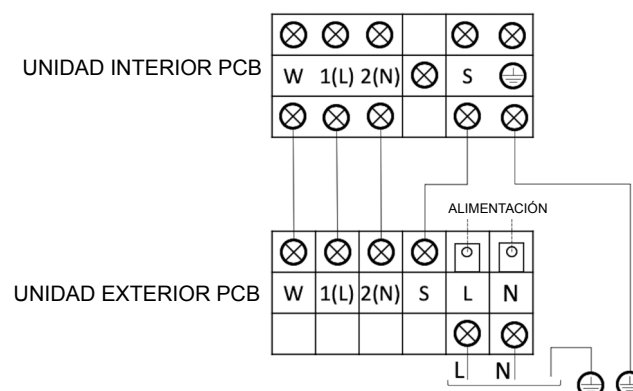 UNIDAD INTERIOR PCB
W 1(L) 2(N) S
ALIMENTACIÓN
UNIDAD EXTERIOR PCB
W 1(L) 2(N) S L N
L N